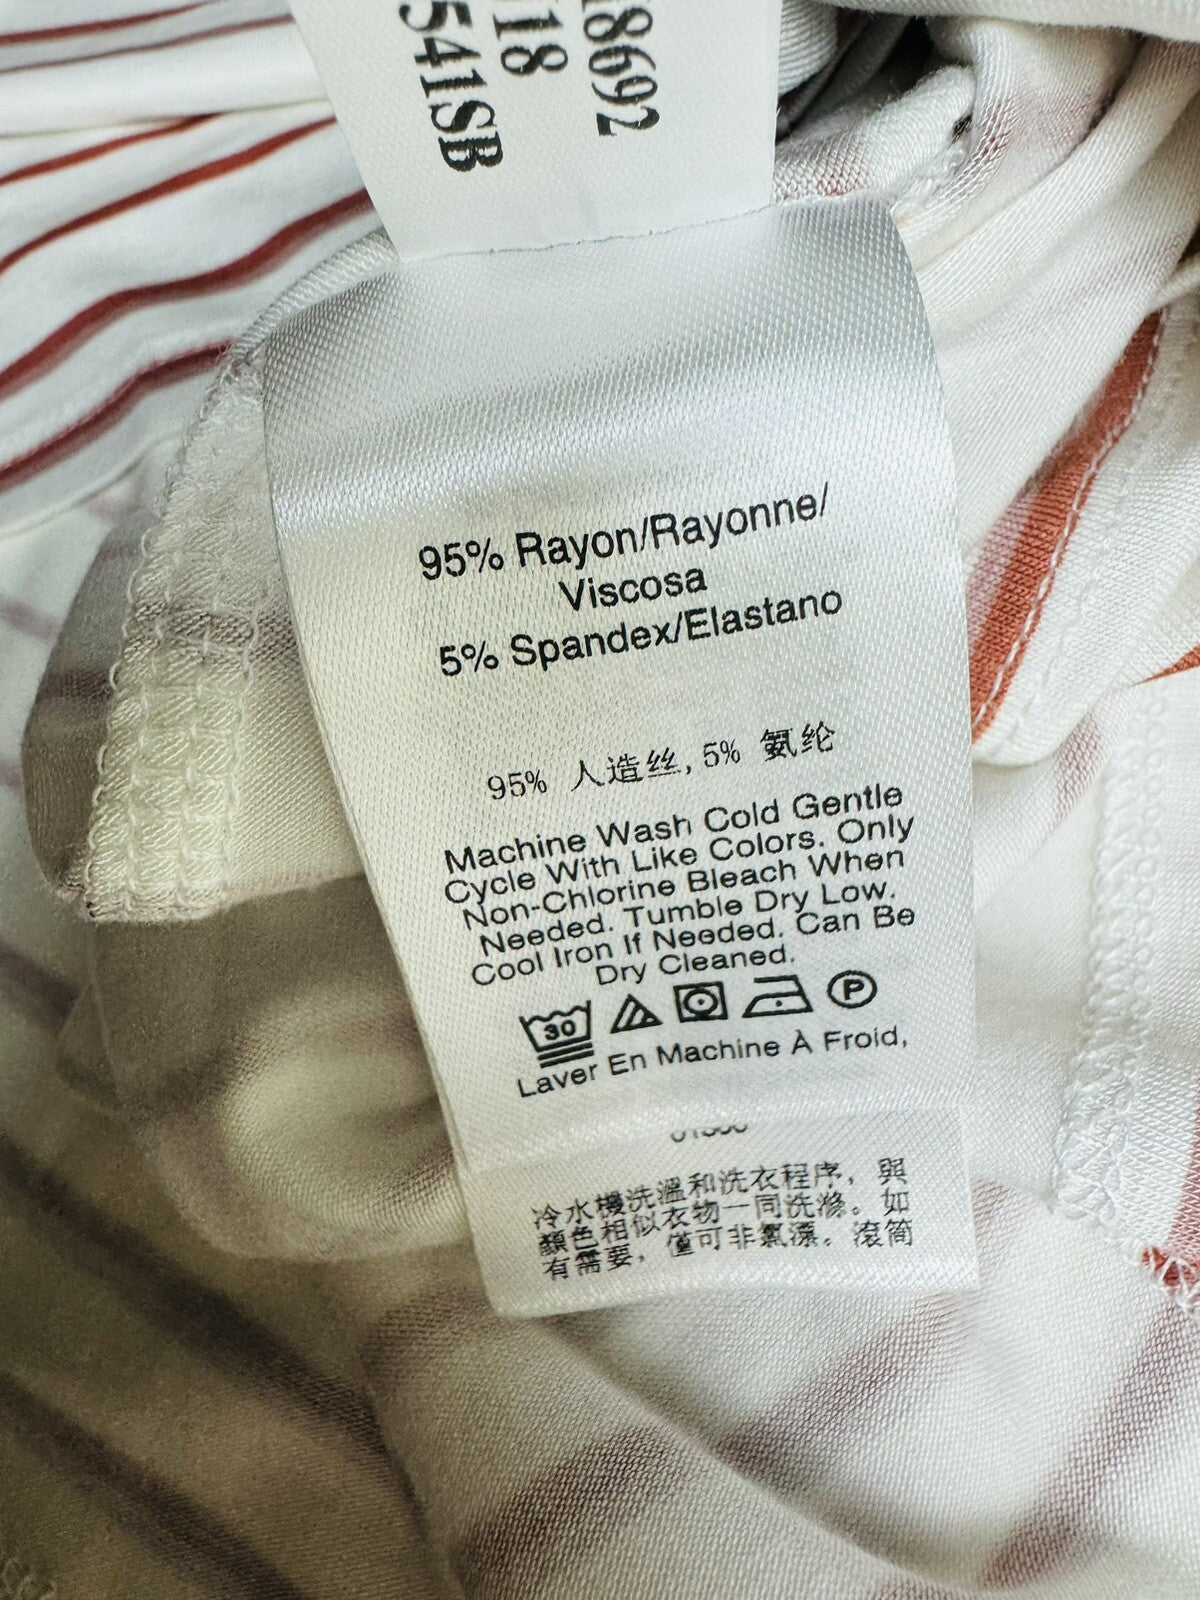 18692
118
541SB
95% Rayon/Rayonne/
Viscosa
5% Spandex/Elastano
95% 人造丝, 5% 氨纶
Machine Wash Cold Gentle
Cycle With Like Colors. Only
Non-Chlorine Bleach When
Needed. Tumble Dry Low.
Cool Iron If Needed. Can Be
Dry Cleaned.
30 P
Laver En Machine À Froid,
冷水機洗溫和洗衣程序，與
顏色相似衣物一同洗滌。如
有需要，僅可非氯漂。滾筒